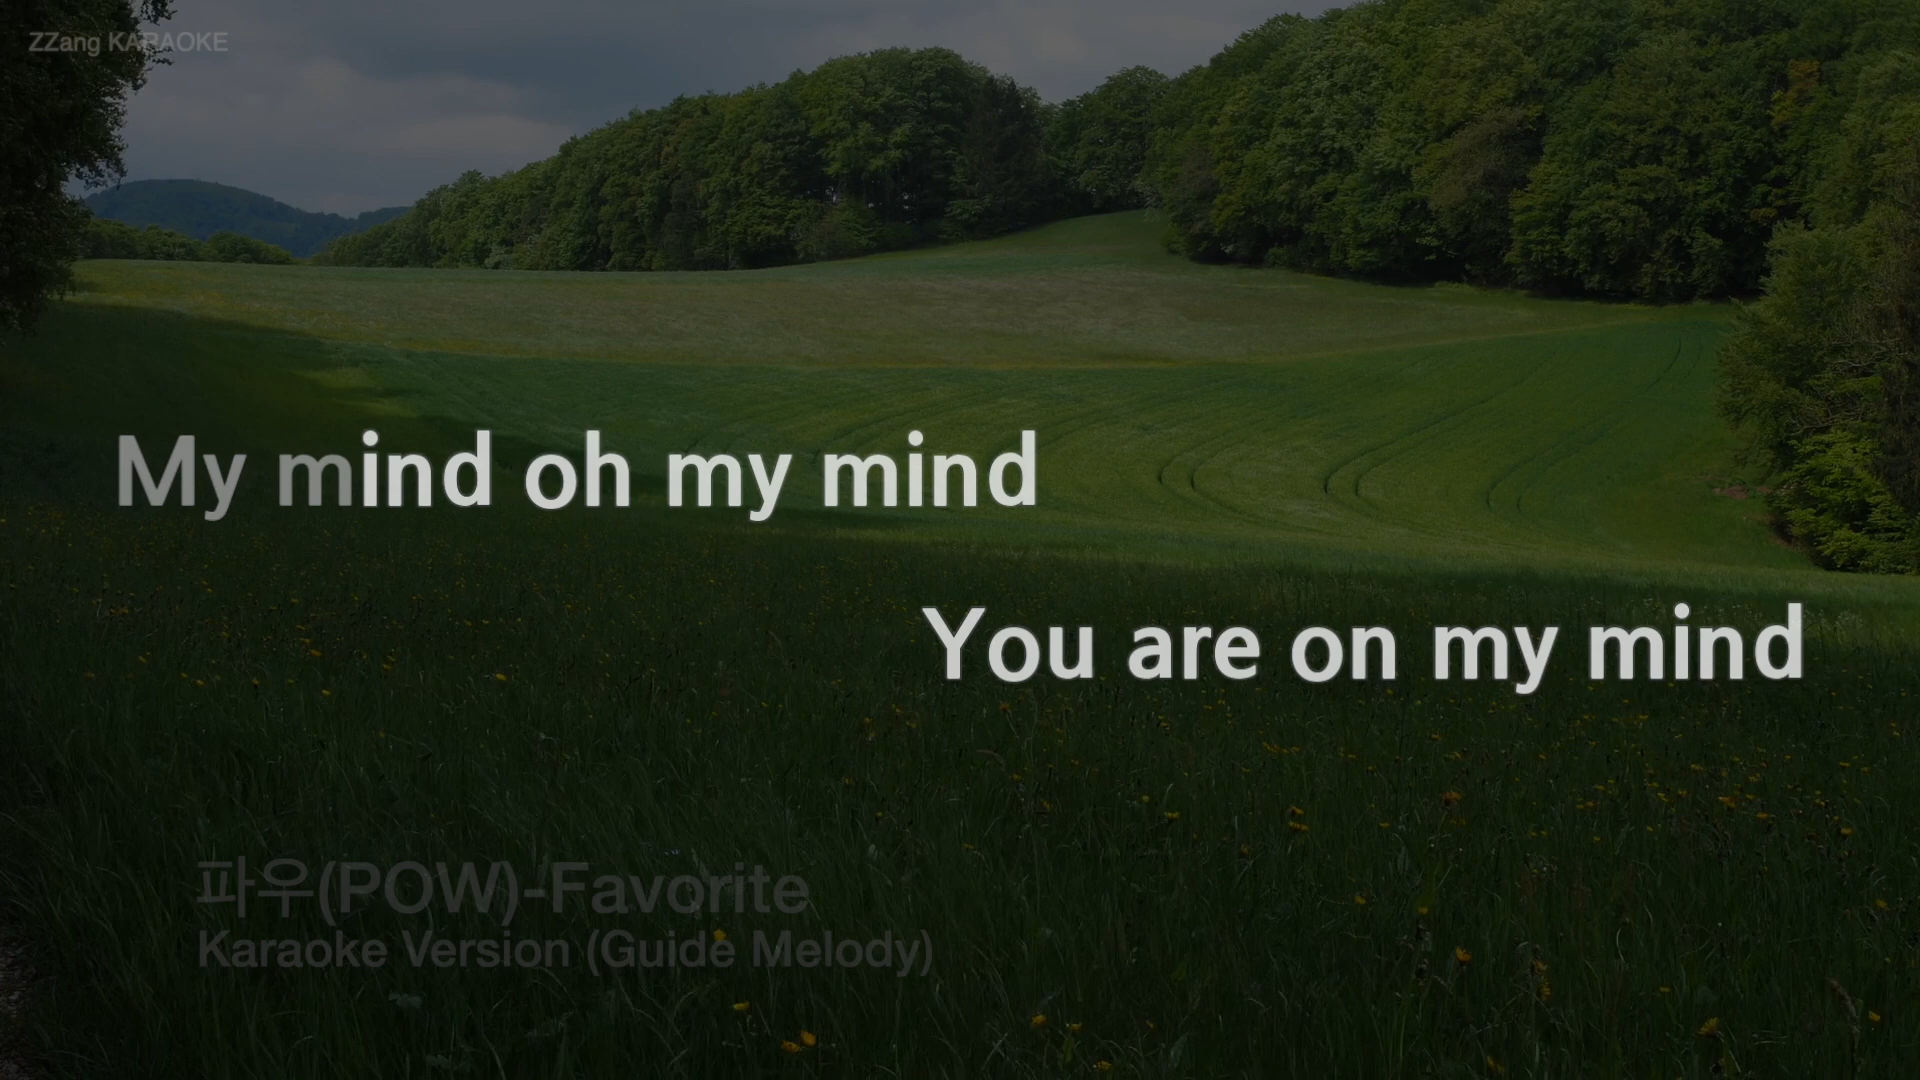 ZZang KARAOKE
My mind oh my mind
You are on my mind
파우(POW)-Favorite
Karaoke Version (Guide Melody)